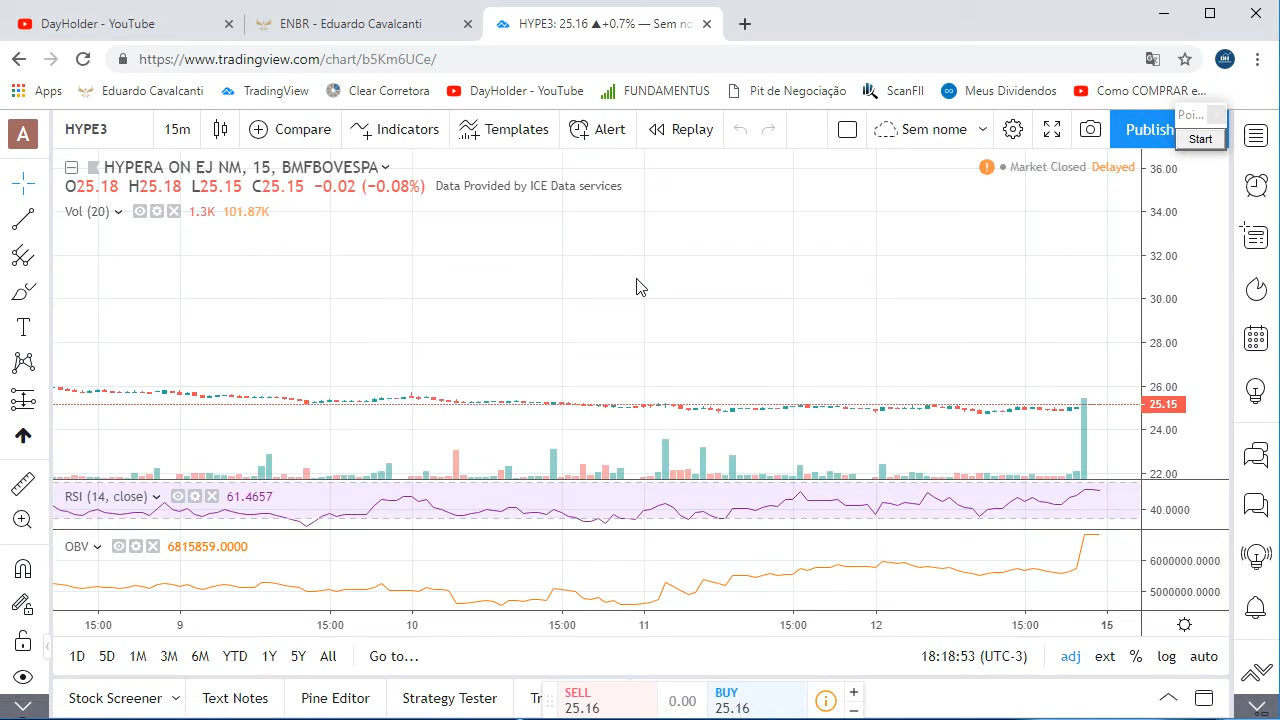 DayHolder - YouTube
ENBR - Eduardo Cavalcanti
HYPE3: 25.16 ▲+0.7% — Sem no
https://www.tradingview.com/chart/b5Km6UCe/
Apps
Eduardo Cavalcanti
TradingView
Clear Corretora
DayHolder - YouTube
FUNDAMENTUS
Pit de Negociação
ScanFII
Meus Dividendos
Como COMPRAR e...
A
HYPE3
15m
Compare
Indicators
Templates
Alert
Replay
Sem nome
Publish
Poi...
Start
HYPERA ON EJ NM, 15, BMFBOVESPA
Market Closed
Delayed
O25.18 H25.18 L25.15 C25.15 −0.02 (−0.08%) Data Provided by ICE Data services
Vol (20) 1.3K 101.87K
36.00
34.00
32.00
30.00
28.00
26.00
25.15
24.00
22.00
RSI (14, close) 61.4657
40.0000
OBV 6815859.0000
6000000.0000
5000000.0000
15:00 9 15:00 10 15:00 11 15:00 12 15:00 15
1D 5D 1M 3M 6M YTD 1Y 5Y All Go to...
18:18:53 (UTC-3) adj ext % log auto
Stock Screener
Text Notes
Pine Editor
Strategy Tester
SELL
25.16
0.00
BUY
25.16
+
−